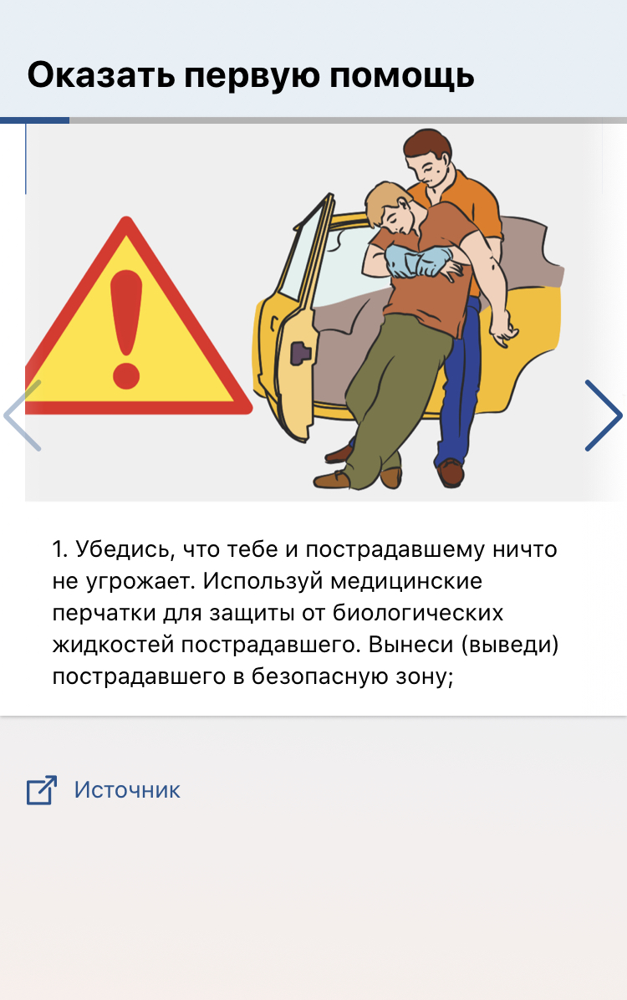 Оказать первую помощь
1. Убедись, что тебе и пострадавшему ничто
не угрожает. Используй медицинские
перчатки для защиты от биологических
жидкостей пострадавшего. Вынеси (выведи)
пострадавшего в безопасную зону;
Источник